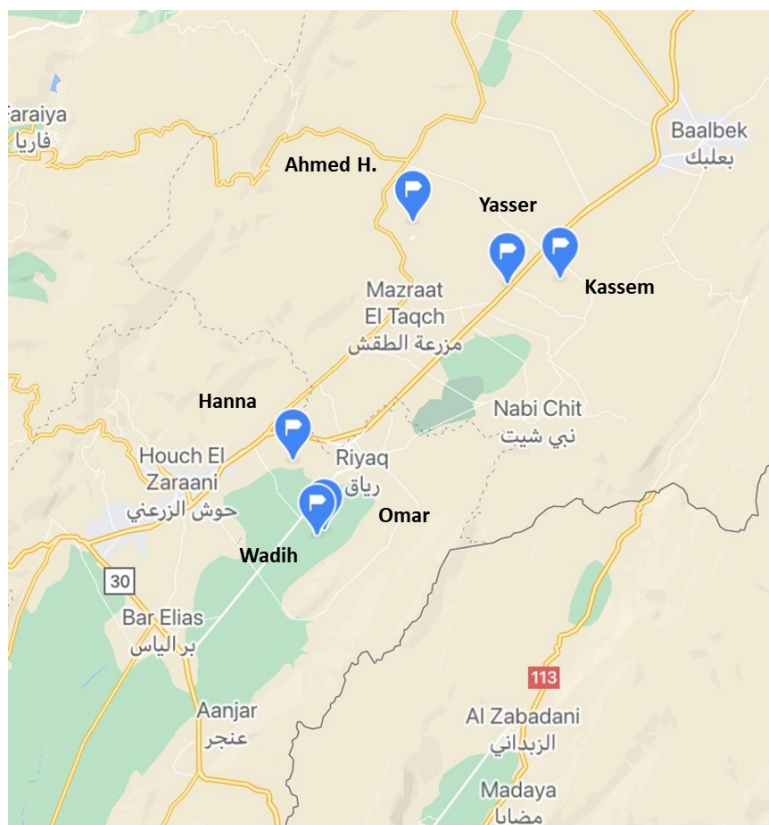 Faraiya
فاريا
Baalbek
بعلبك
Ahmed H.
Yasser
Kassem
Mazraat
El Taqch
مزرعة الطقش
Hanna
Nabi Chit
نبي شيت
Houch El
Zaraani
حوش الزرعني
Riyaq
رياق
Omar
Wadih
30
Bar Elias
بر الياس
113
Aanjar
عنجر
Al Zabadani
الزبداني
Madaya
مضايا